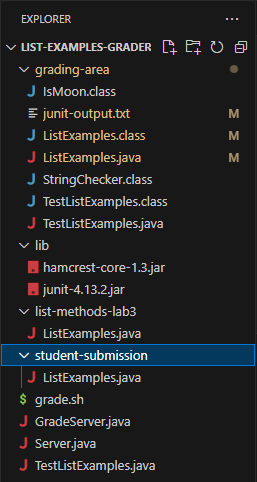 EXPLORER
LIST-EXAMPLES-GRADER
grading-area
J IsMoon.class
junit-output.txt M
J ListExamples.class M
J ListExamples.java M
J StringChecker.class
J TestListExamples.class
J TestListExamples.java
lib
hamcrest-core-1.3.jar
junit-4.13.2.jar
list-methods-lab3
J ListExamples.java
student-submission
J ListExamples.java
$ grade.sh
J GradeServer.java
J Server.java
J TestListExamples.java